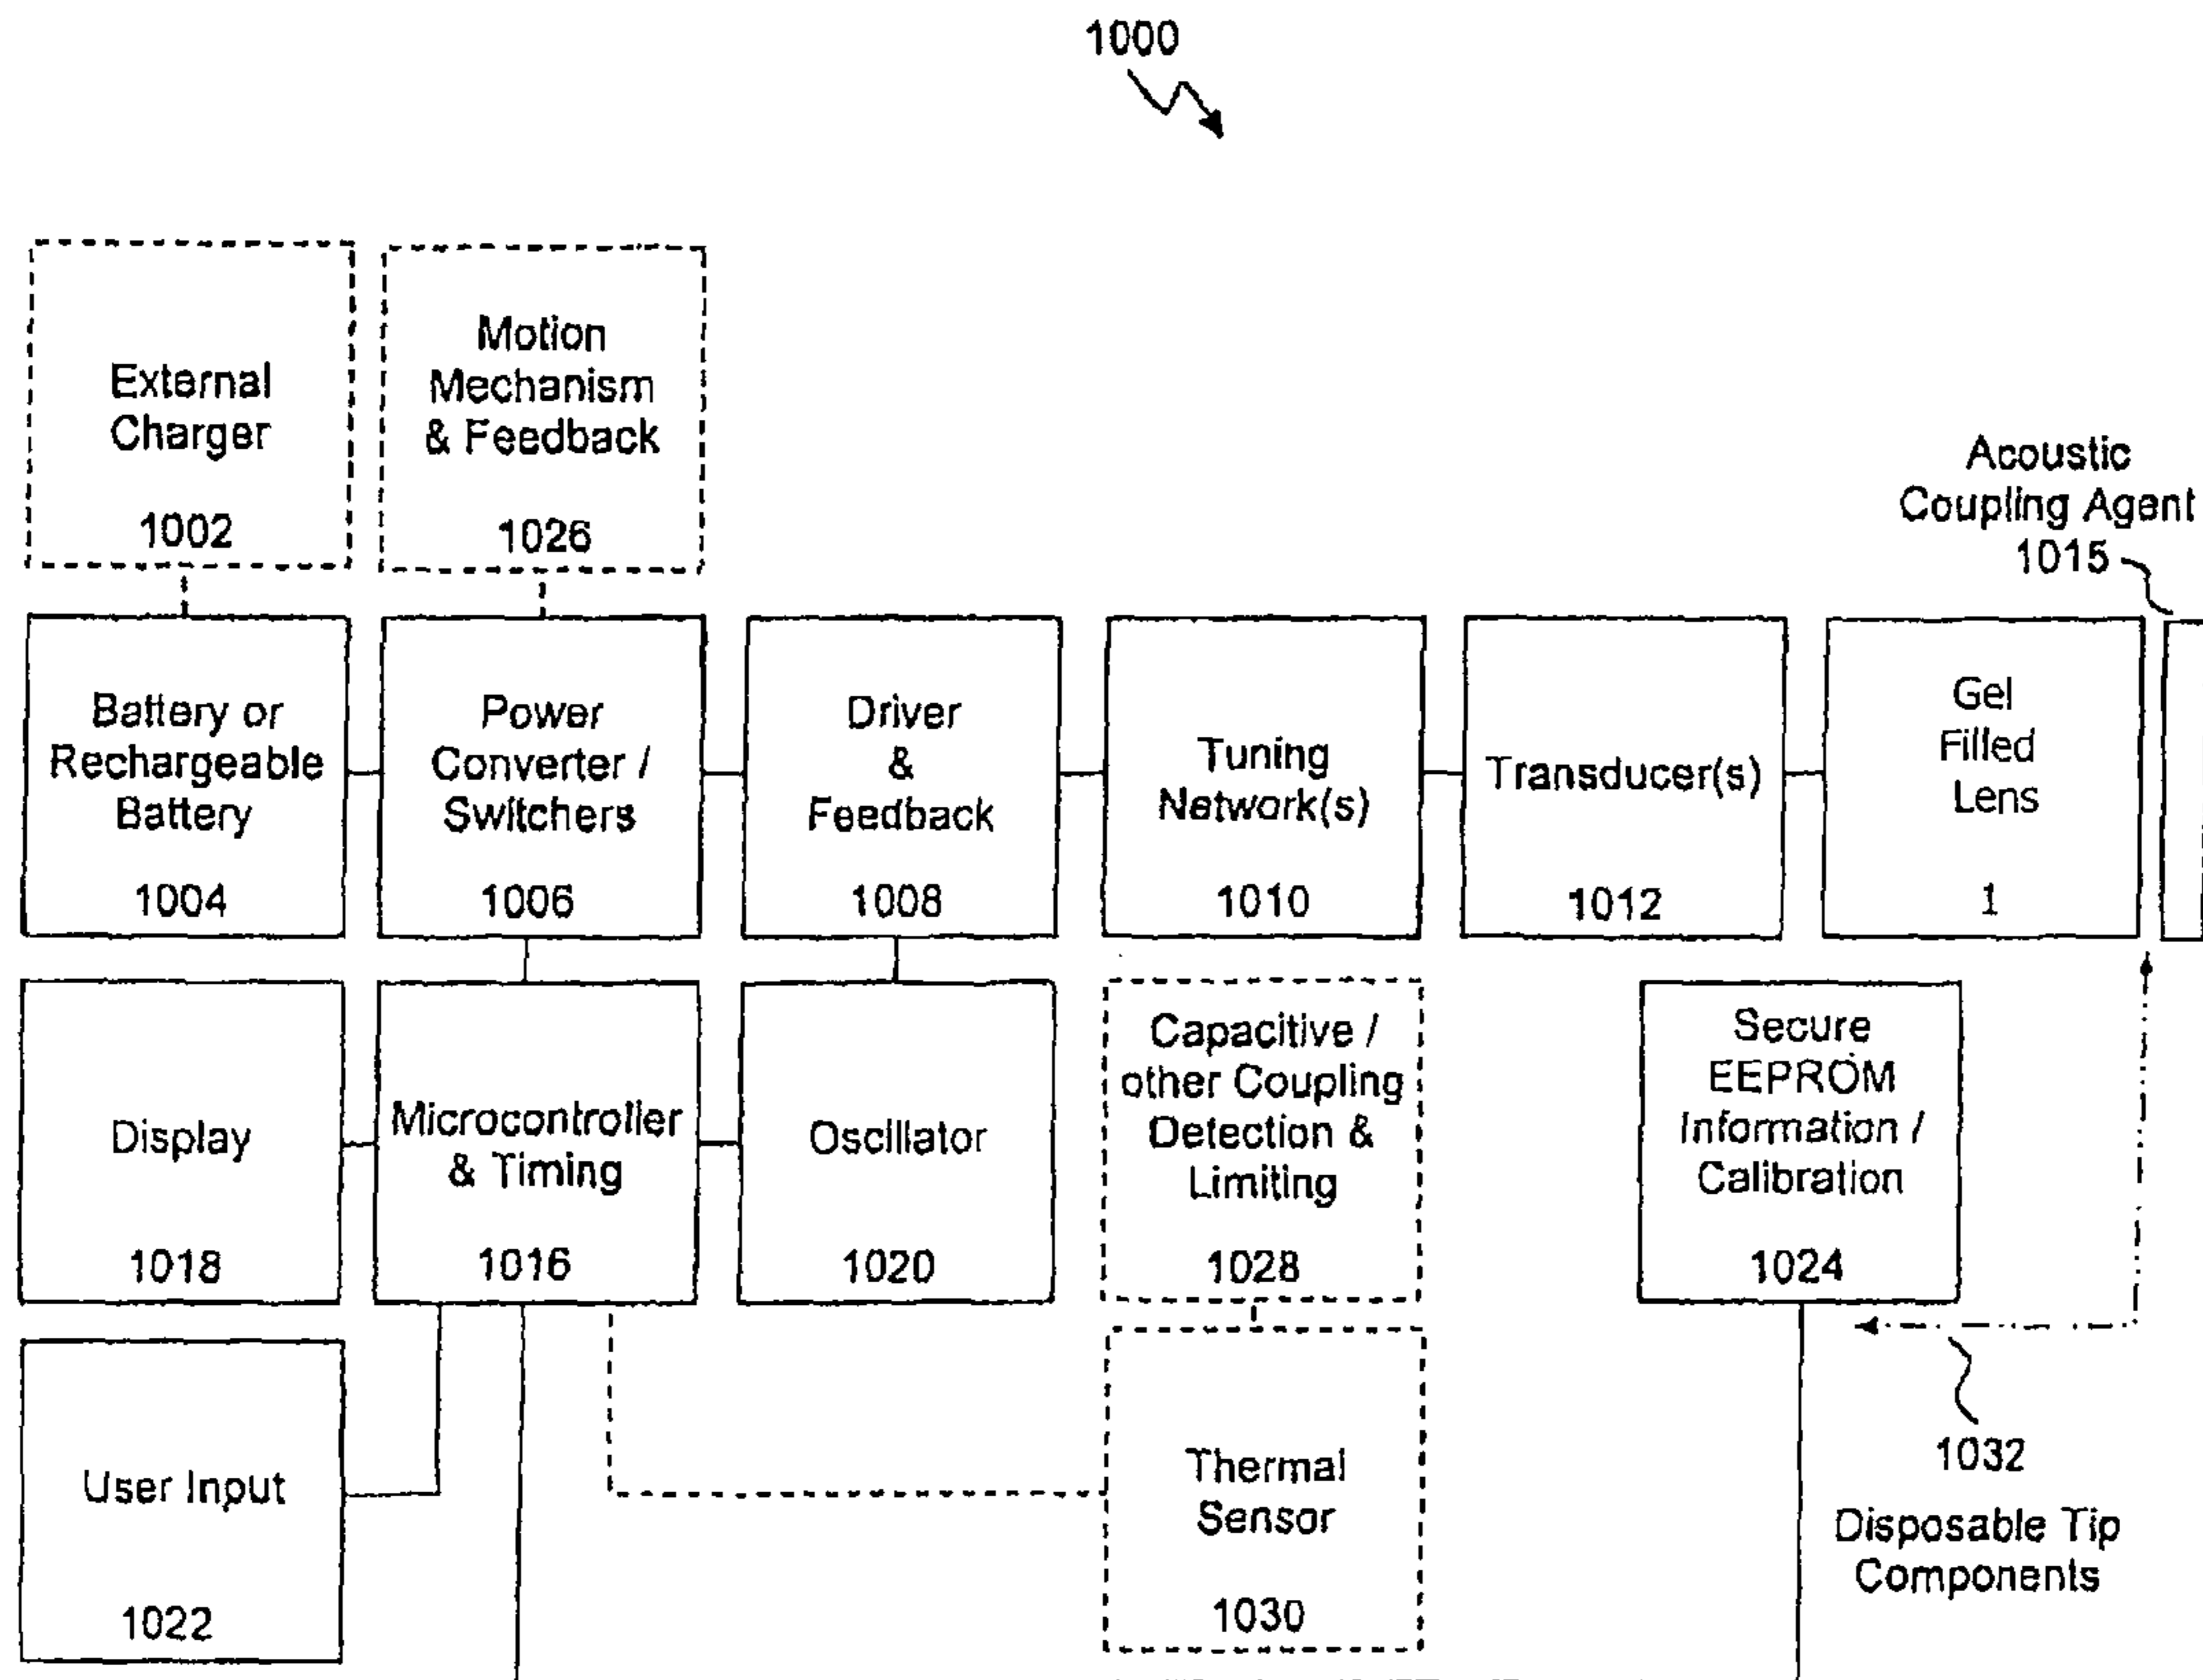 1000
External
Charger
1002
Motion
Mechanism
& Feedback
1026
Acoustic
Coupling Agent
1015
Battery or
Rechargeable
Battery
1004
Power
Converter /
Switchers
1006
Driver
&
Feedback
1008
Tuning
Network(s)
1010
Transducer(s)
1012
Gel
Filled
Lens
1
Display
1018
Microcontroller
& Timing
1016
Oscillator
1020
Capacitive /
other Coupling
Detection &
Limiting
1028
Secure
EEPROM
Information /
Calibration
1024
User Input
1022
Thermal
Sensor
1030
1032
Disposable Tip
Components